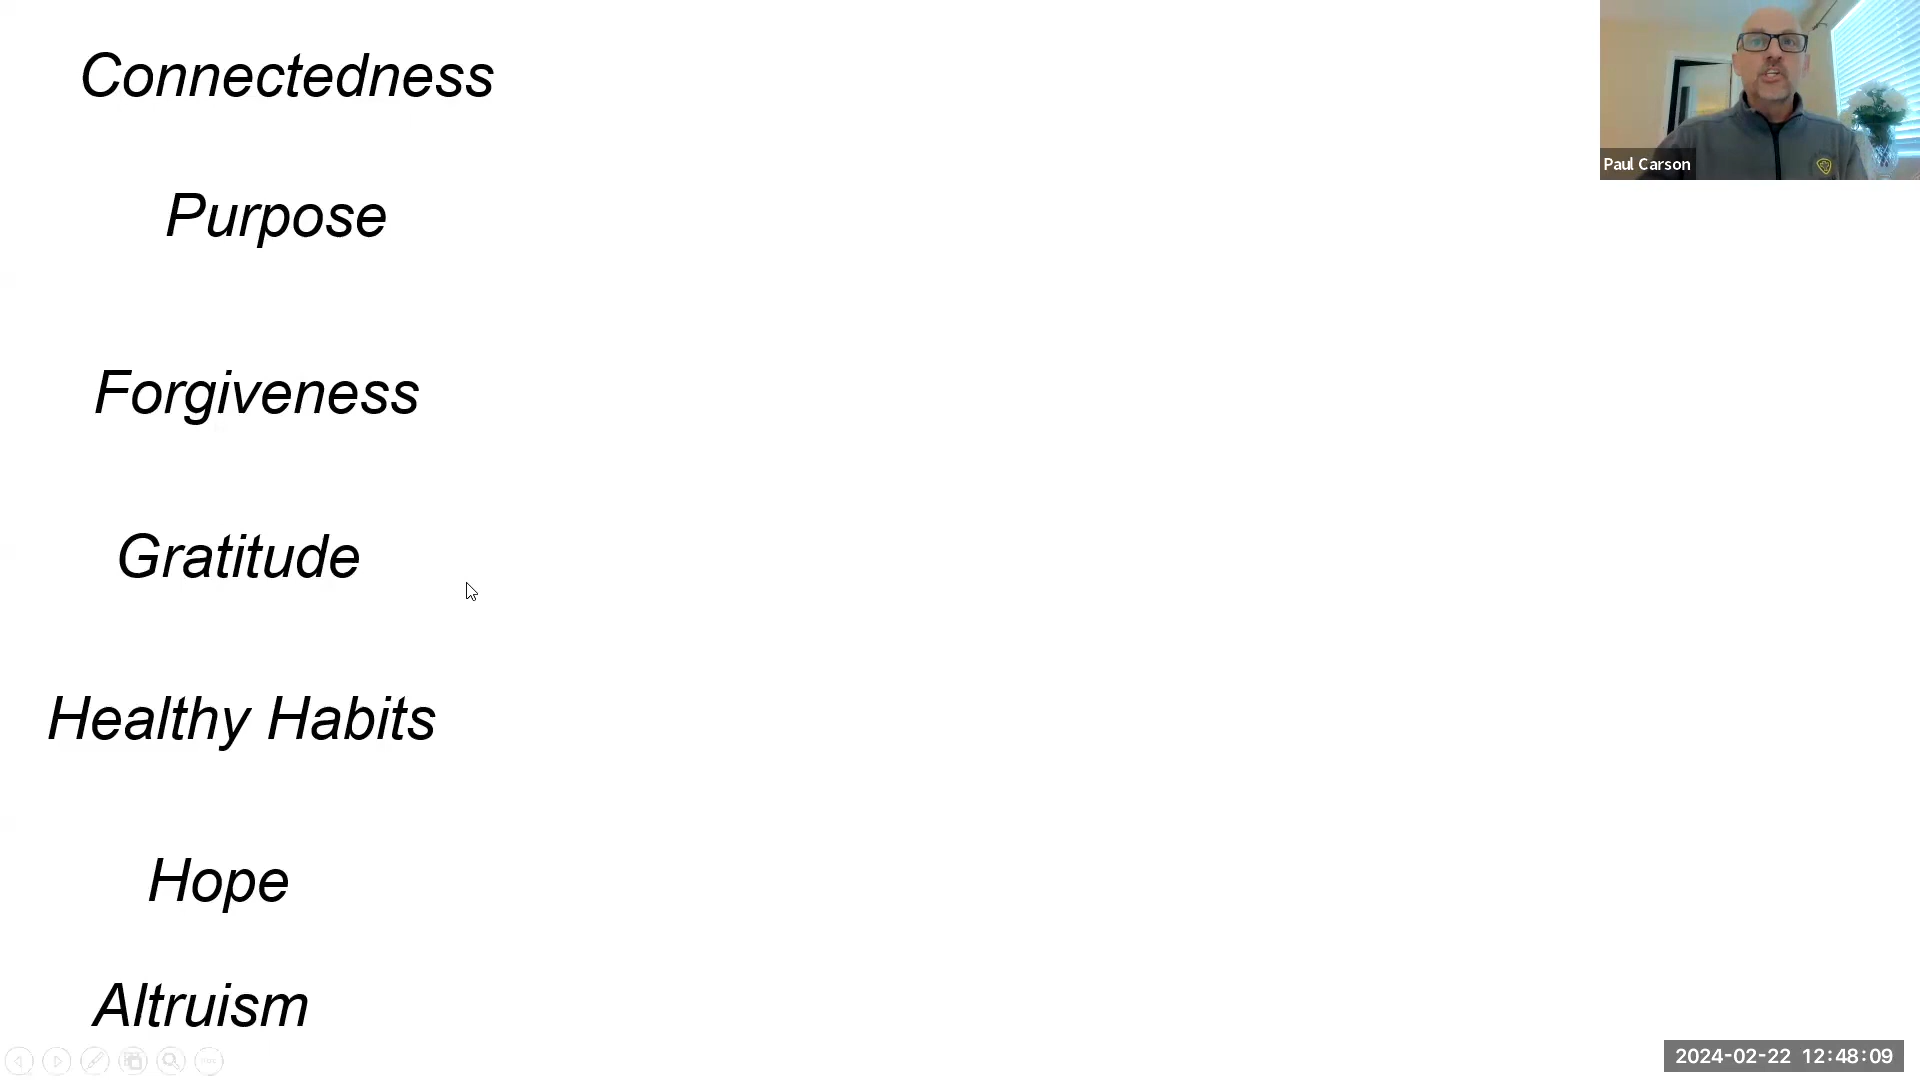 Connectedness
Paul Carson
Purpose
Forgiveness
Gratitude
Healthy Habits
Hope
Altruism
2024-02-22 12:48:09